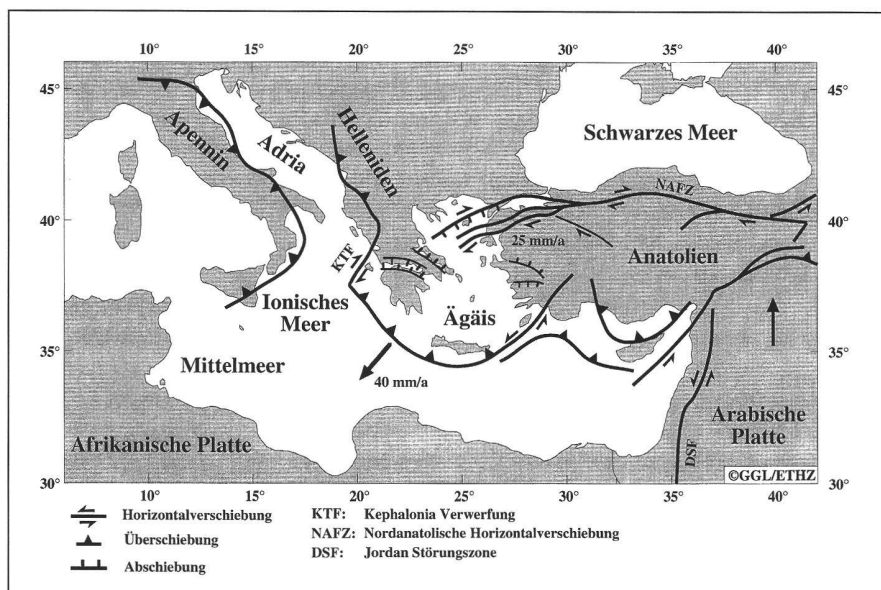 10° 15° 20° 25° 30° 35° 40°
45° 45°
Schwarzes Meer
Apennin
Adria
Helleniden
NAFZ
40° 40°
25 mm/a
Anatolien
KTF
Ionisches
Meer
Ägäis
35° 35°
Mittelmeer
40 mm/a
Arabische
Platte
Afrikanische Platte
DSF
©GGL/ETHZ
30° 30°
10° 15° 20° 25° 30° 35° 40°
Horizontalverschiebung
Überschiebung
Abschiebung
KTF: Kephalonia Verwerfung
NAFZ: Nordanatolische Horizontalverschiebung
DSF: Jordan Störungszone